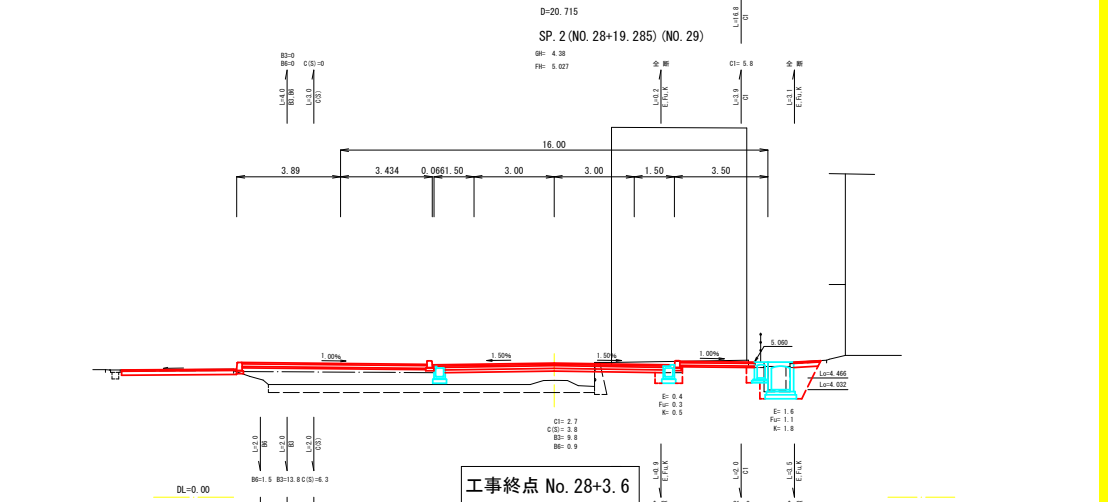 D=20.715
L=16.8
C1
SP.2(NO.28+19.285)(NO.29)
GH= 4.38
FH= 5.027
B3=0
B6=0
C(S)=0
全 断
C1= 5.8
全 断
L=4.0
B3,B6
L=3.0
C(S)
L=0.2
E.Fu.K
L=3.9
C1
L=3.1
E.Fu.K
16.00
3.89
3.434
0.066
1.50
3.00
3.00
1.50
3.50
1.00%
1.50%
1.50%
1.00%
5.060
Lo=4.466
Lo=4.032
E= 0.4
Fu= 0.3
K= 0.5
E= 1.6
Fu= 1.1
K= 1.8
C1= 2.7
C(S)= 3.8
B3= 9.8
B6= 0.9
L=2.0
B6
L=2.0
B3
L=2.0
C(S)
L=0.9
E.Fu.K
L=2.0
C1
L=3.5
E.Fu.K
B6=1.5
B3=13.8
C(S)=6.3
DL=0.00
工事終点 No.28+3.6